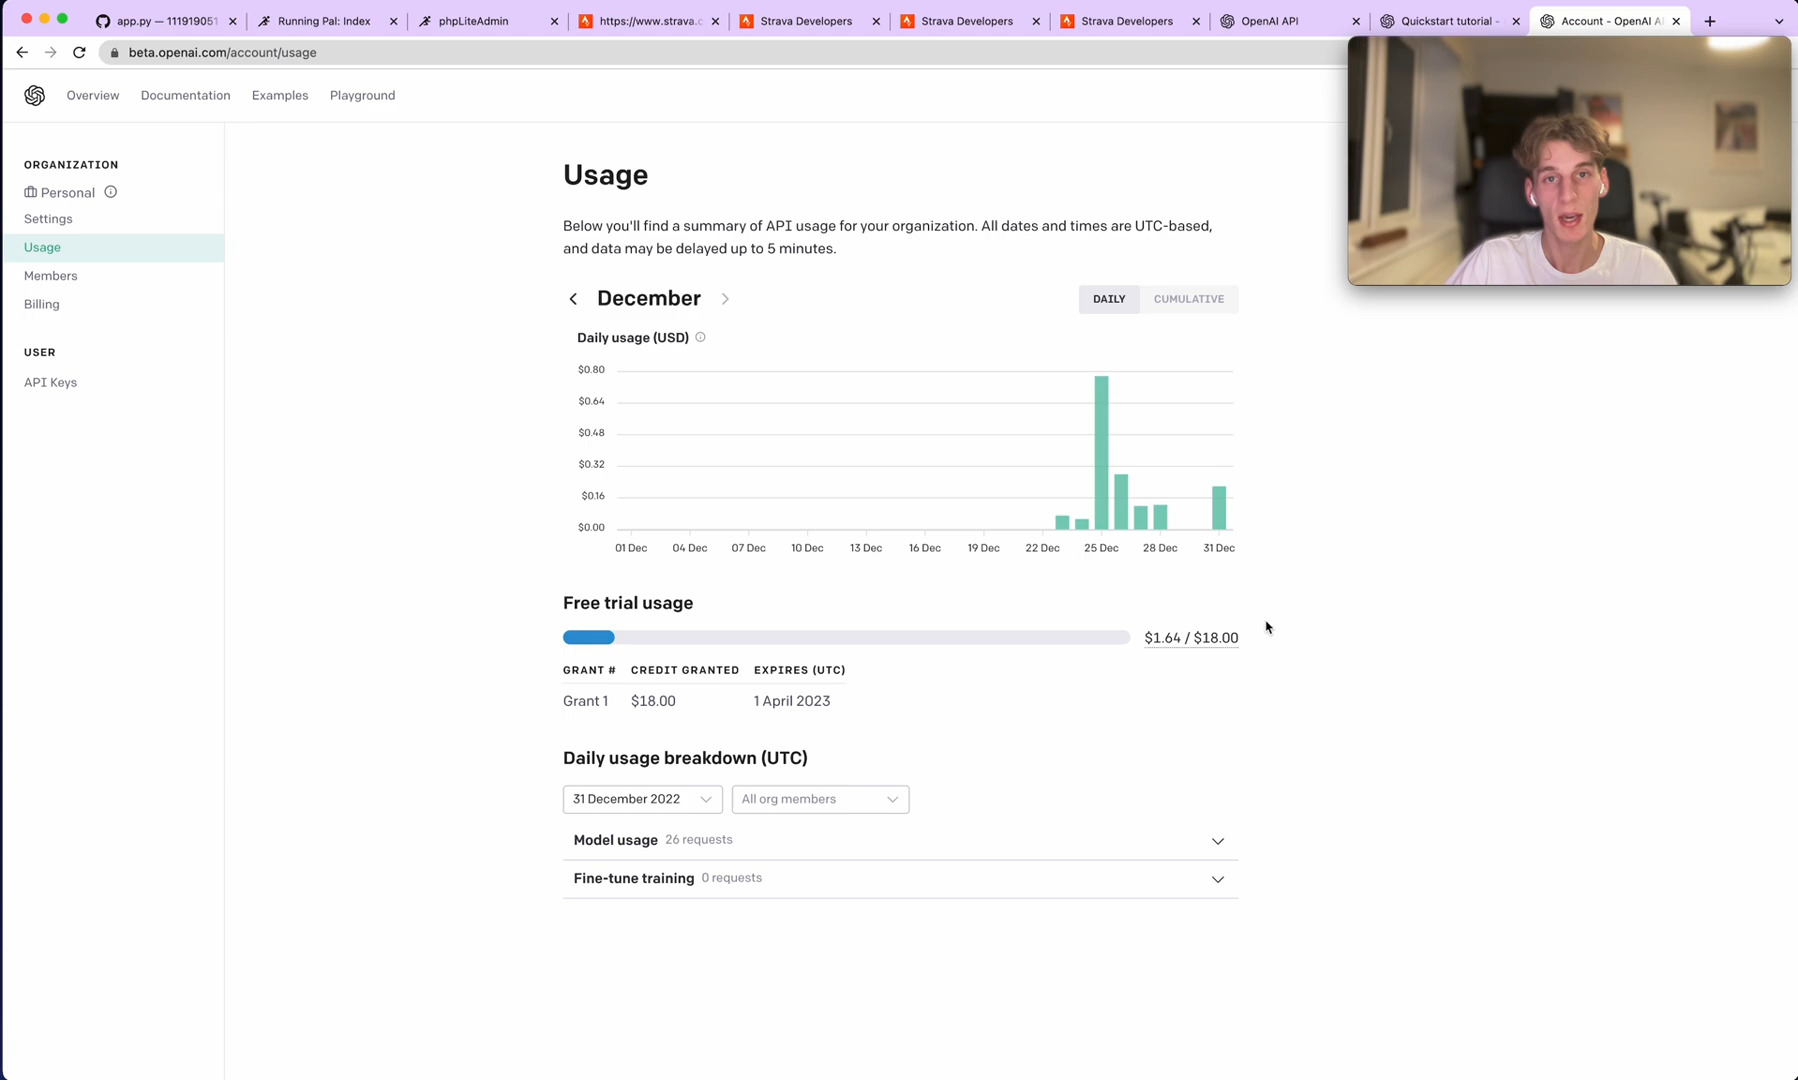 app.py — 111919051
Running Pal: Index
phpLiteAdmin
https://www.strava.c
Strava Developers
Strava Developers
Strava Developers
OpenAI API
Quickstart tutorial -
Account - OpenAI A
beta.openai.com/account/usage
Overview
Documentation
Examples
Playground
ORGANIZATION
Personal
Settings
Usage
Members
Billing
USER
API Keys
Usage
Below you'll find a summary of API usage for your organization. All dates and times are UTC-based,
and data may be delayed up to 5 minutes.
December
DAILY
CUMULATIVE
Daily usage (USD)
$0.80
$0.64
$0.48
$0.32
$0.16
$0.00
01 Dec
04 Dec
07 Dec
10 Dec
13 Dec
16 Dec
19 Dec
22 Dec
25 Dec
28 Dec
31 Dec
Free trial usage
$1.64 / $18.00
GRANT # CREDIT GRANTED EXPIRES (UTC)
Grant 1 $18.00 1 April 2023
Daily usage breakdown (UTC)
31 December 2022
All org members
Model usage 26 requests
Fine-tune training 0 requests